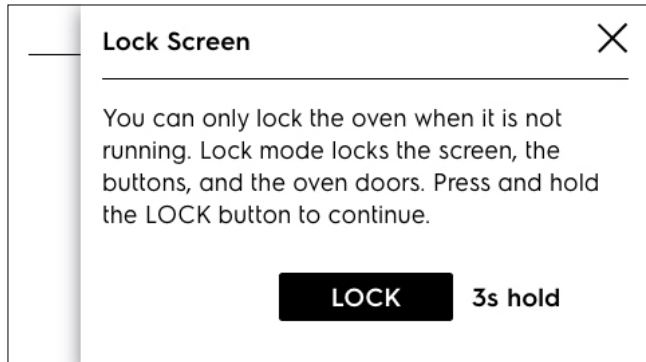 Lock Screen
You can only lock the oven when it is not
running. Lock mode locks the screen, the
buttons, and the oven doors. Press and hold
the LOCK button to continue.
LOCK 3s hold